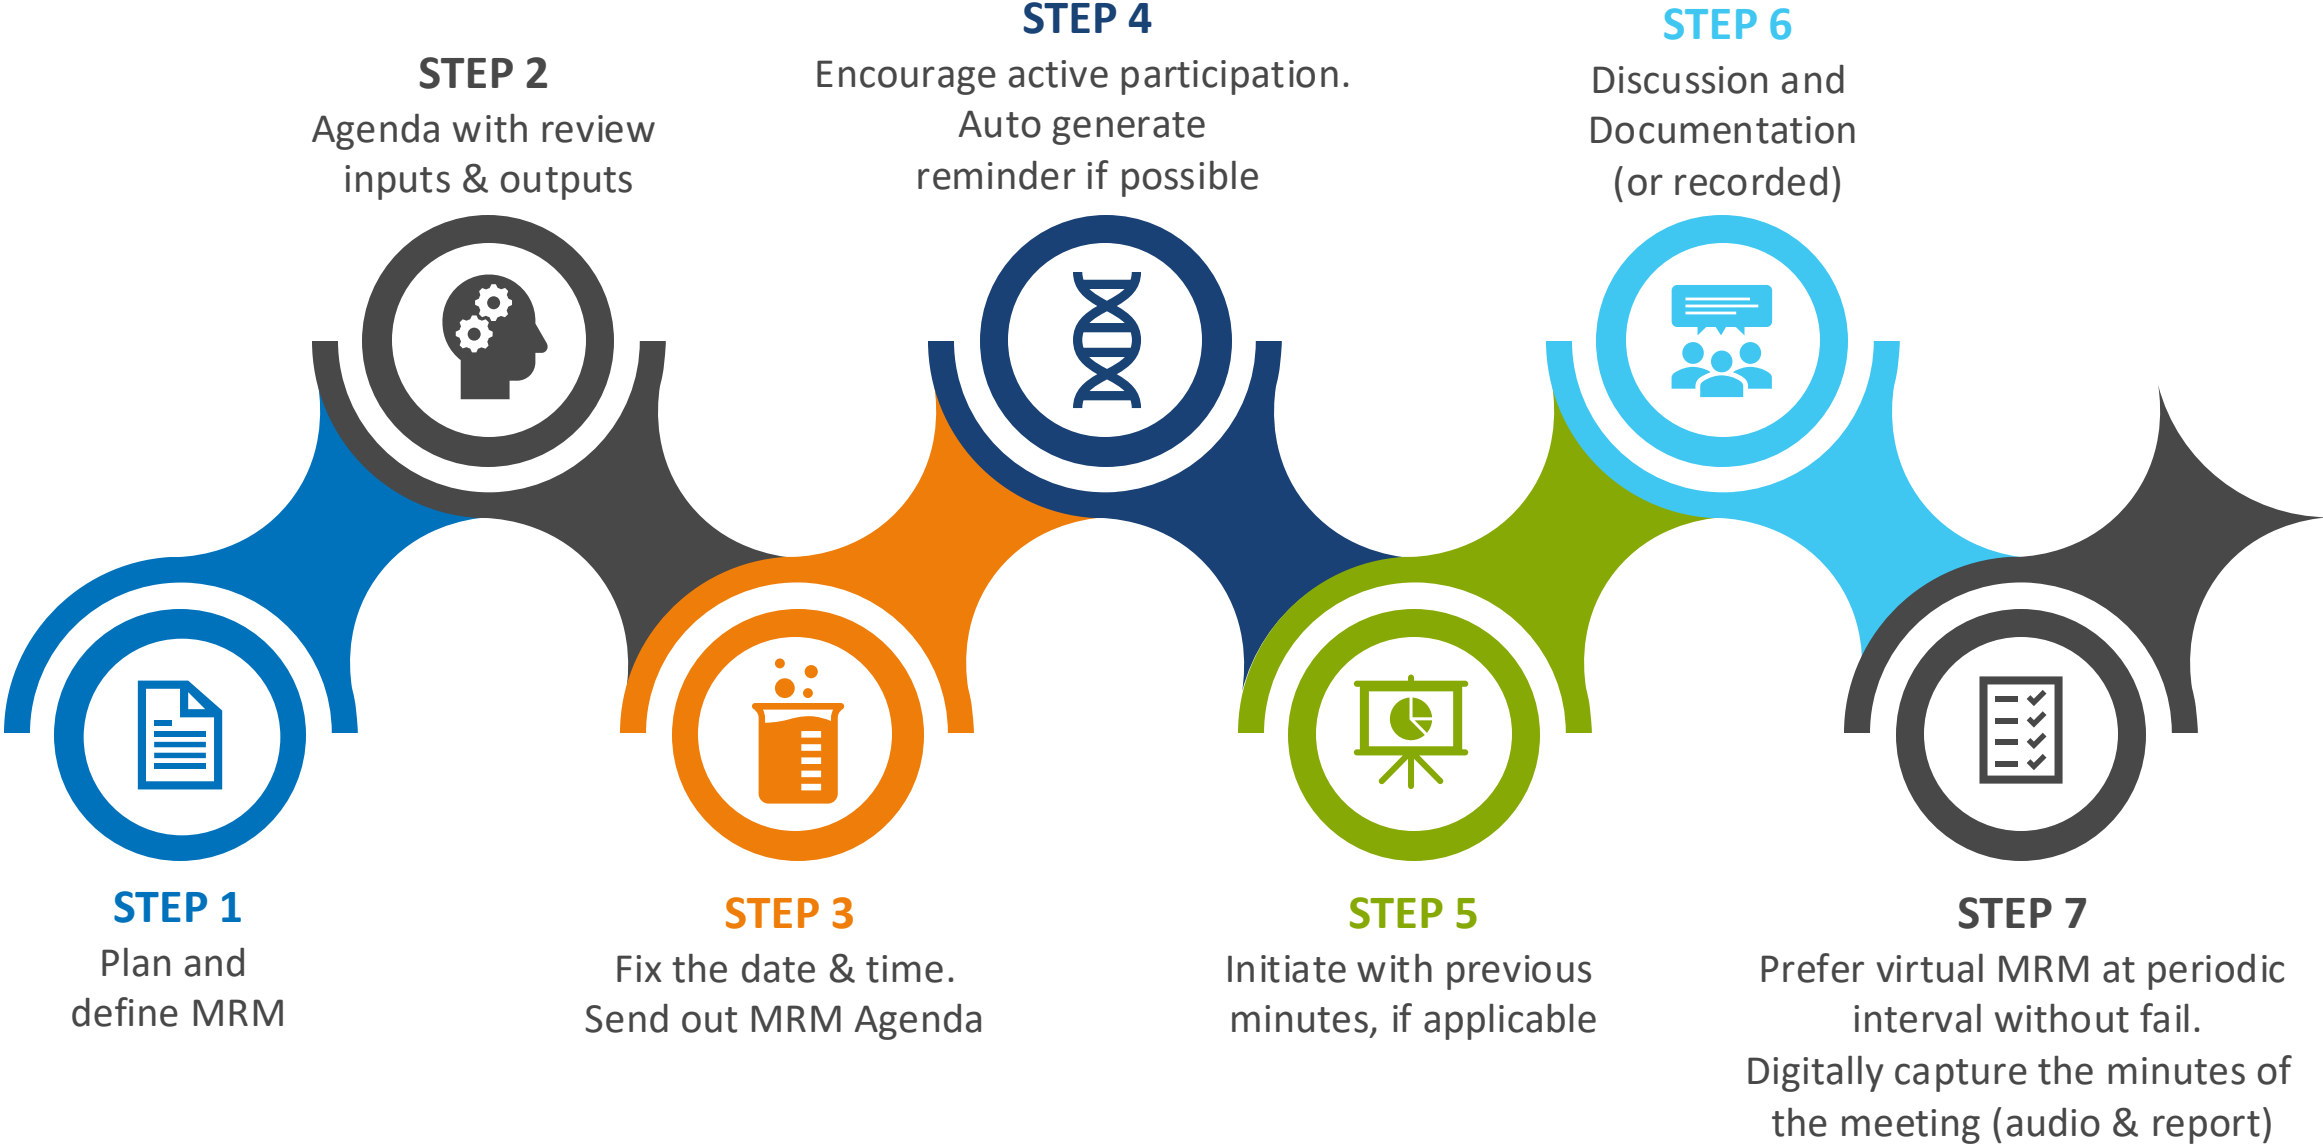 STEP 1
Plan and
define MRM
STEP 2
Agenda with review
inputs & outputs
STEP 3
Fix the date & time.
Send out MRM Agenda
STEP 4
Encourage active participation.
Auto generate
reminder if possible
STEP 5
Initiate with previous
minutes, if applicable
STEP 6
Discussion and
Documentation
(or recorded)
STEP 7
Prefer virtual MRM at periodic
interval without fail.
Digitally capture the minutes of
the meeting (audio & report)